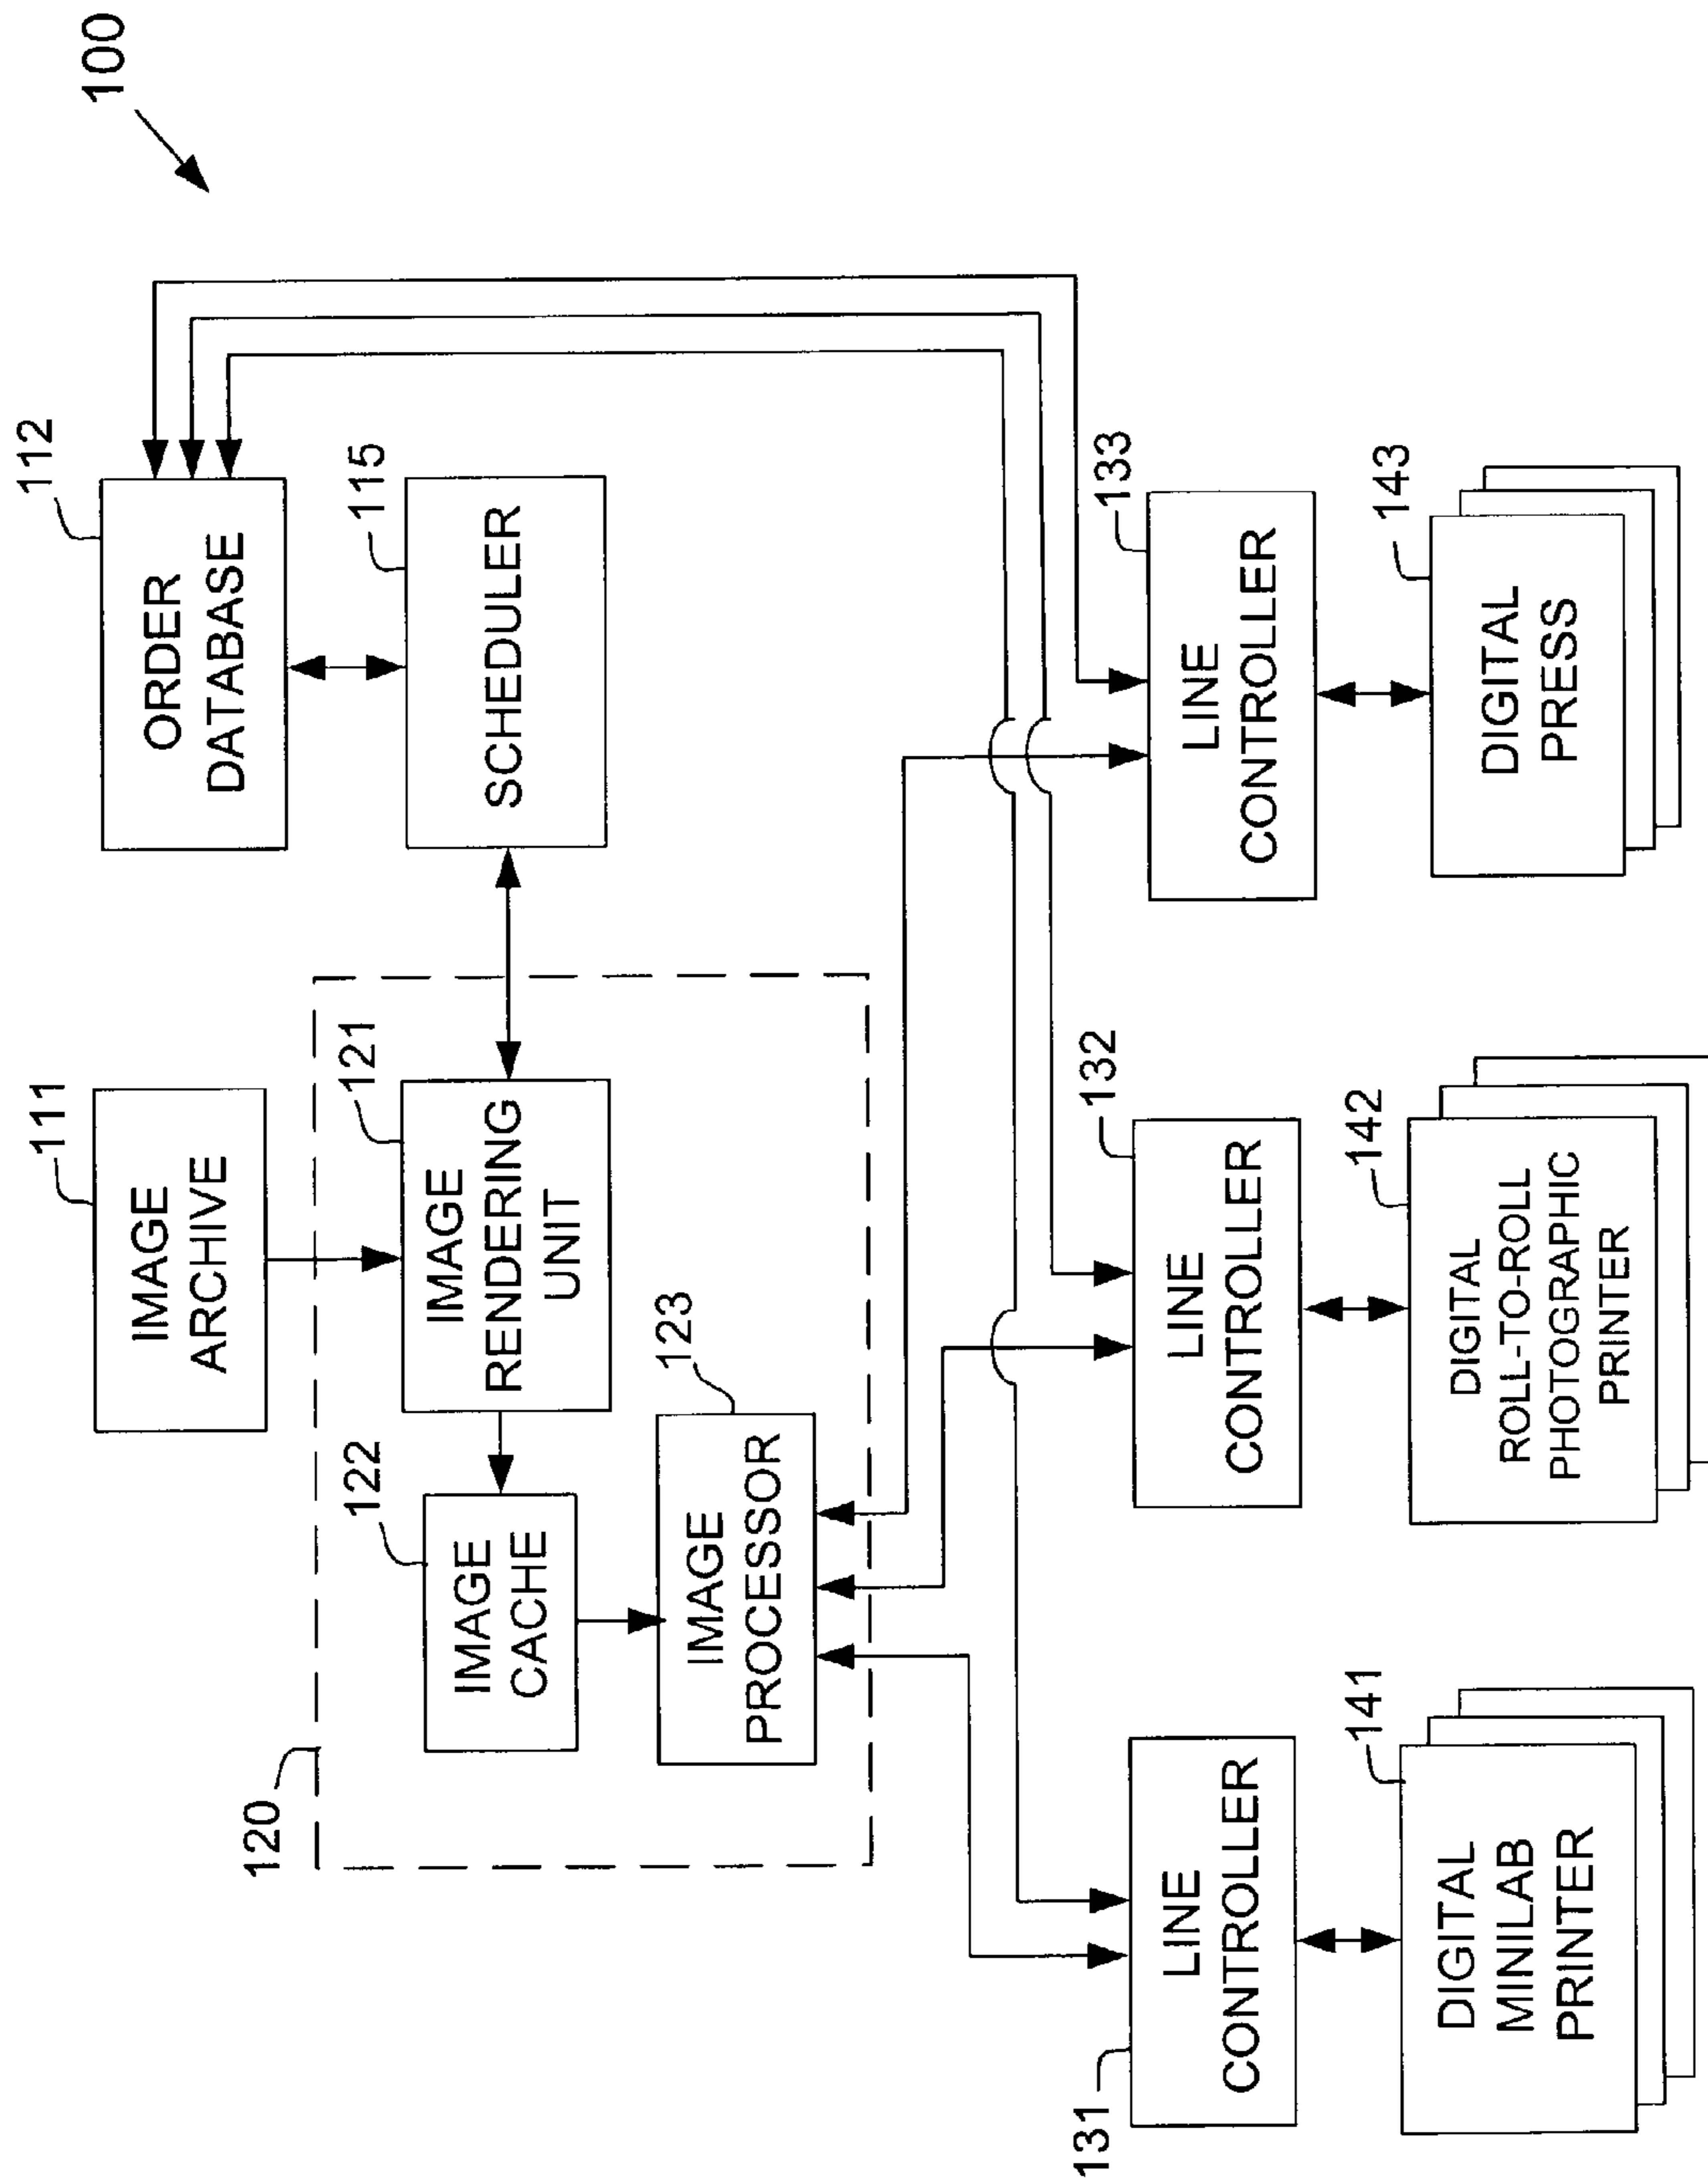 100
112
ORDER
DATABASE
115
SCHEDULER
111
IMAGE
ARCHIVE
121
IMAGE
RENDERING
UNIT
120
122
IMAGE
CACHE
123
IMAGE
PROCESSOR
131
LINE
CONTROLLER
132
LINE
CONTROLLER
133
LINE
CONTROLLER
141
DIGITAL
MINILAB
PRINTER
142
DIGITAL
ROLL-TO-ROLL
PHOTOGRAPHIC
PRINTER
143
DIGITAL
PRESS